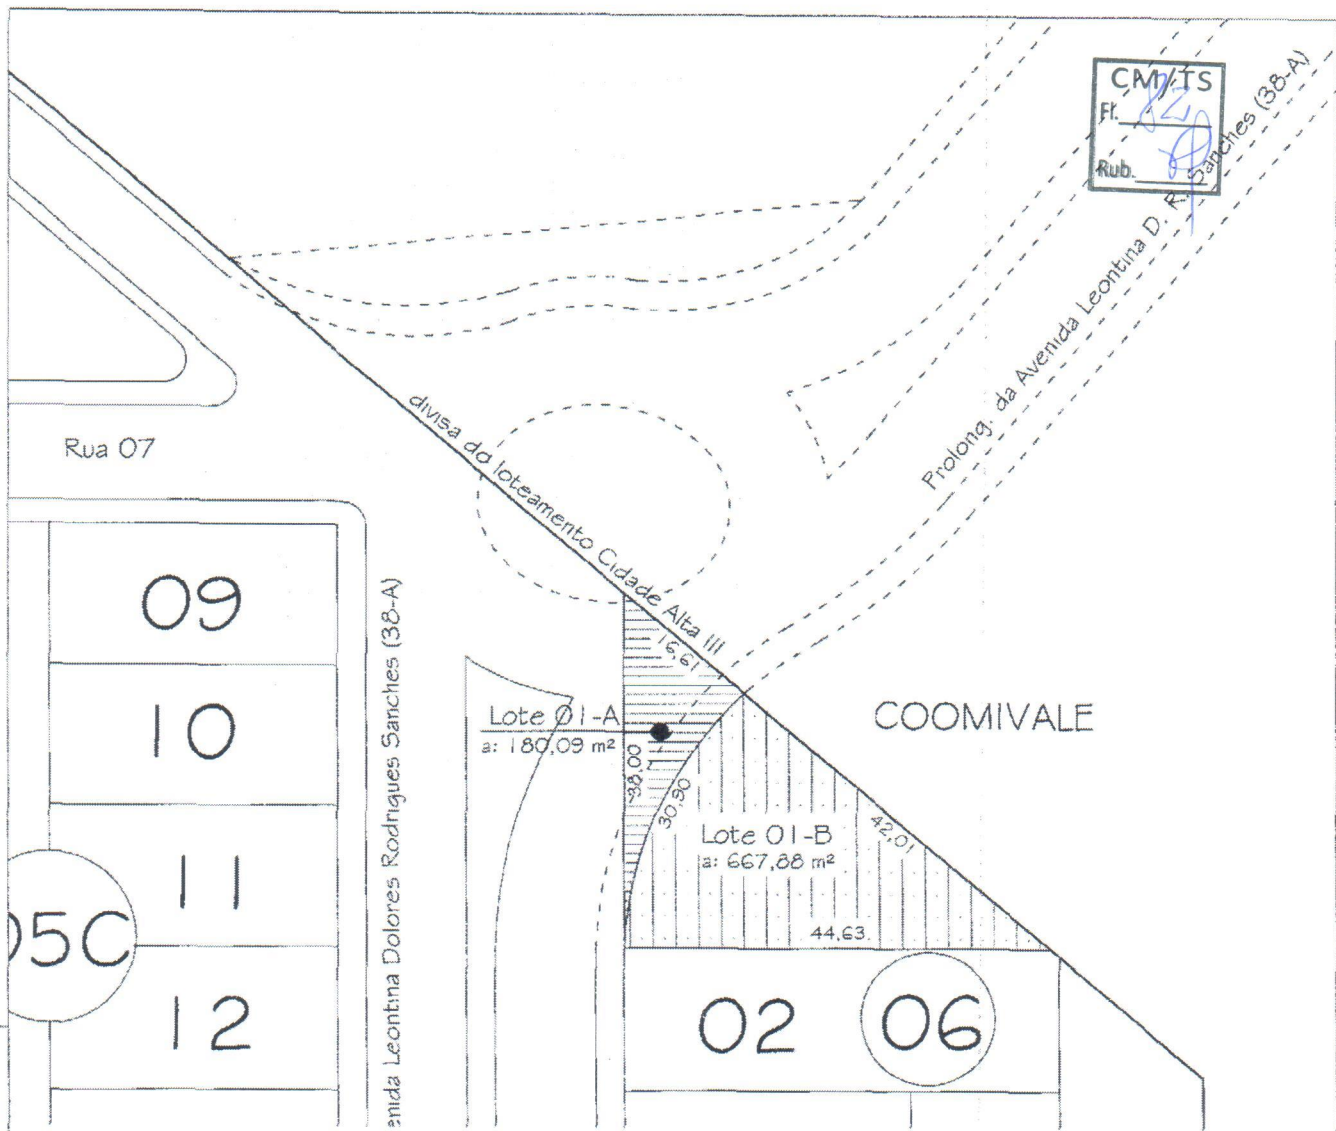 CM/TS
Fl. 82
Rub.
Prolong. da Avenida Leontina D. R. Sanches (38-A)
divisa do loteamento Cidade Alta III
Rua 07
09
10
11
12
05C
enida Leontina Dolores Rodrigues Sanches (38-A)
16,61
Lote 01-A
a: 180,09 m²
38,00
30,90
COOMIVALE
Lote 01-B
a: 667,88 m²
42,01
44,63
02
06